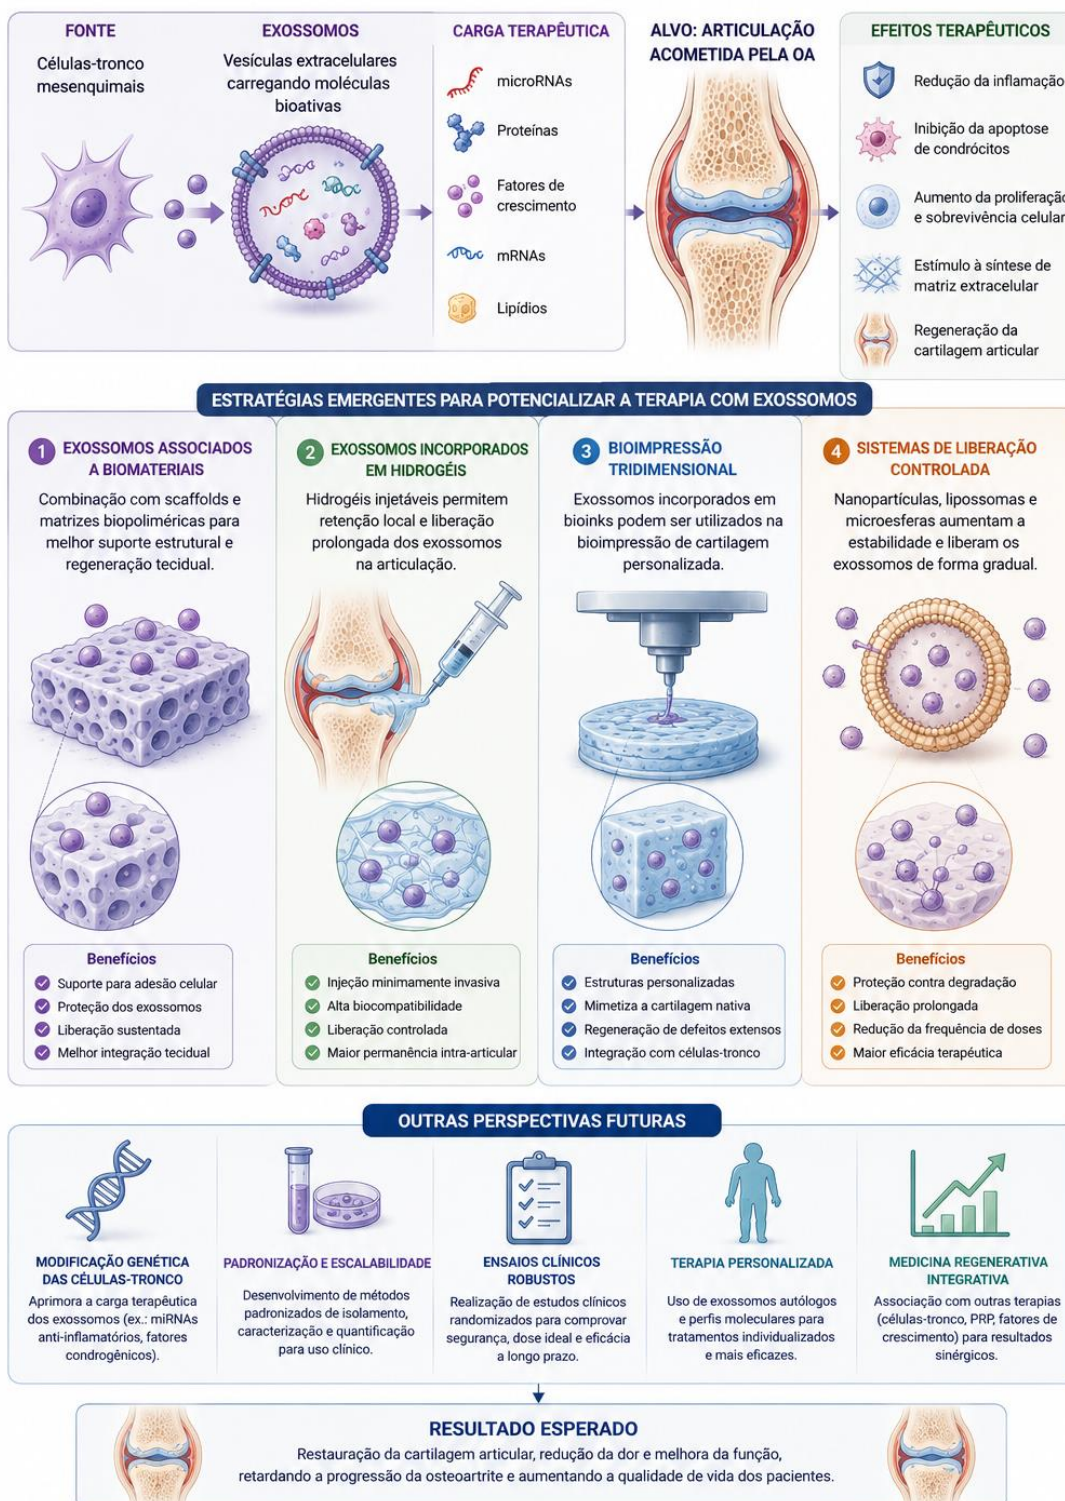 FONTE
Células-tronco
mesenquimais
EXOSSOMOS
Vesículas extracelulares
carregando moléculas
bioativas
CARGA TERAPÊUTICA
microRNAs
Proteínas
Fatores de
crescimento
mRNAs
Lipídios
ALVO: ARTICULAÇÃO
ACOMETIDA PELA OA
EFEITOS TERAPÊUTICOS
Redução da inflamação
Inibição da apoptose
de condrócitos
Aumento da proliferação
e sobrevivência celular
Estímulo à síntese de
matriz extracelular
Regeneração da
cartilagem articular
ESTRATÉGIAS EMERGENTES PARA POTENCIALIZAR A TERAPIA COM EXOSSOMOS
1 EXOSSOMOS ASSOCIADOS
A BIOMATERIAIS
Combinação com scaffolds e
matrizes biopoliméricas para
melhor suporte estrutural e
regeneração tecidual.
Benefícios
Suporte para adesão celular
Proteção dos exossomos
Liberação sustentada
Melhor integração tecidual
2 EXOSSOMOS INCORPORADOS
EM HIDROGÉIS
Hidrogéis injetáveis permitem
retenção local e liberação
prolongada dos exossomos
na articulação.
Benefícios
Injeção minimamente invasiva
Alta biocompatibilidade
Liberação controlada
Maior permanência intra-articular
3 BIOIMPRESSÃO
TRIDIMENSIONAL
Exossomos incorporados em
bioinks podem ser utilizados na
bioimpressão de cartilagem
personalizada.
Benefícios
Estruturas personalizadas
Mimetiza a cartilagem nativa
Regeneração de defeitos extensos
Integração com células-tronco
4 SISTEMAS DE LIBERAÇÃO
CONTROLADA
Nanopartículas, lipossomas e
microesferas aumentam a
estabilidade e liberam os
exossomos de forma gradual.
Benefícios
Proteção contra degradação
Liberação prolongada
Redução da frequência de doses
Maior eficácia terapêutica
OUTRAS PERSPECTIVAS FUTURAS
MODIFICAÇÃO GENÉTICA
DAS CÉLULAS-TRONCO
Aprimora a carga terapêutica
dos exossomos (ex.: miRNAs
anti-inflamatórios, fatores
condrogênicos).
PADRONIZAÇÃO E ESCALABILIDADE
Desenvolvimento de métodos
padronizados de isolamento,
caracterização e quantificação
para uso clínico.
ENSAIOS CLÍNICOS
ROBUSTOS
Realização de estudos clínicos
randomizados para comprovar
segurança, dose ideal e eficácia
a longo prazo.
TERAPIA PERSONALIZADA
Uso de exossomos autólogos
e perfis moleculares para
tratamentos individualizados
e mais eficazes.
MEDICINA REGENERATIVA
INTEGRATIVA
Associação com outras terapias
(células-tronco, PRP, fatores de
crescimento) para resultados
sinérgicos.
RESULTADO ESPERADO
Restauração da cartilagem articular, redução da dor e melhora da função,
retardando a progressão da osteoartrite e aumentando a qualidade de vida dos pacientes.